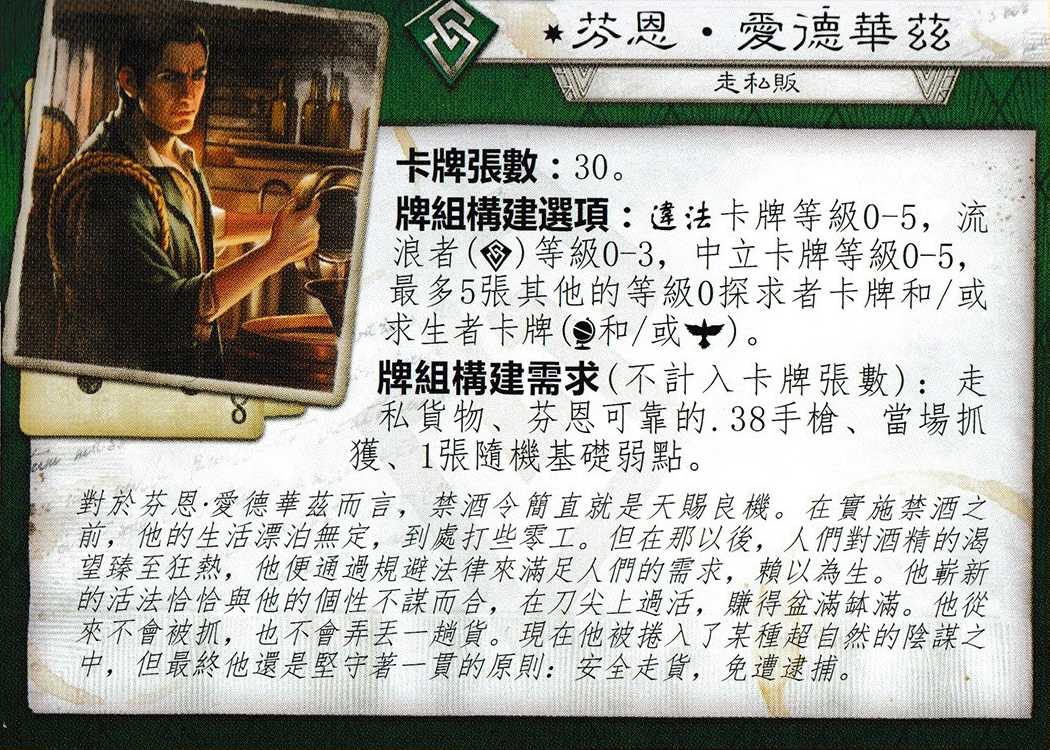 芬恩・愛德華茲
走私販
卡牌張數：30。
牌組構建選項：違法卡牌等級0-5，流
浪者()等級0-3，中立卡牌等級0-5，
最多5張其他的等級0探求者卡牌和/或
求生者卡牌(和/或)。
牌組構建需求(不計入卡牌張數)：走
私貨物、芬恩可靠的.38手槍、當場抓
獲、1張隨機基礎弱點。
對於芬恩·愛德華茲而言，禁酒令簡直就是天賜良機。在實施禁酒之
前，他的生活漂泊無定，到處打些零工。但在那以後，人們對酒精的渴
望臻至狂熱，他便通過規避法律來滿足人們的需求，賴以為生。他嶄新
的活法恰恰與他的個性不謀而合，在刀尖上過活，賺得盆滿缽滿。他從
來不會被抓，也不會弄丟一趟貨。現在他被捲入了某種超自然的陰謀之
中，但最終他還是堅守著一貫的原則：安全走貨，免遭逮捕。
8